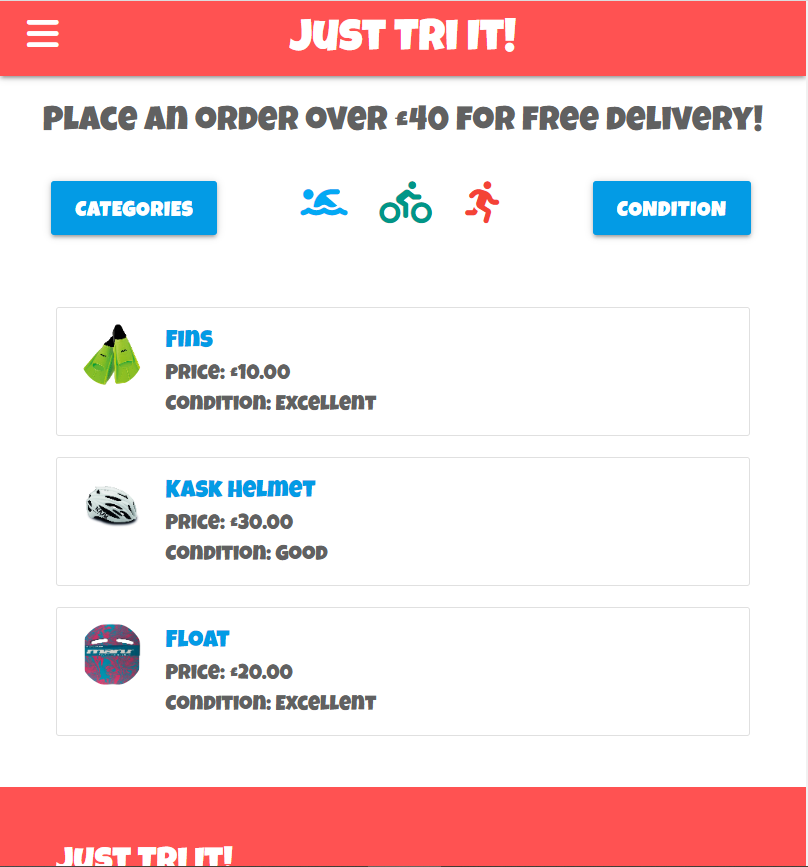 JUST TRI IT!
Place an order over £40 for free delivery!
CATEGORIES
CONDITION
Fins
Price: £10.00
Condition: Excellent
Kask Helmet
Price: £30.00
Condition: Good
Float
Price: £20.00
Condition: Excellent
JUST TRI IT!